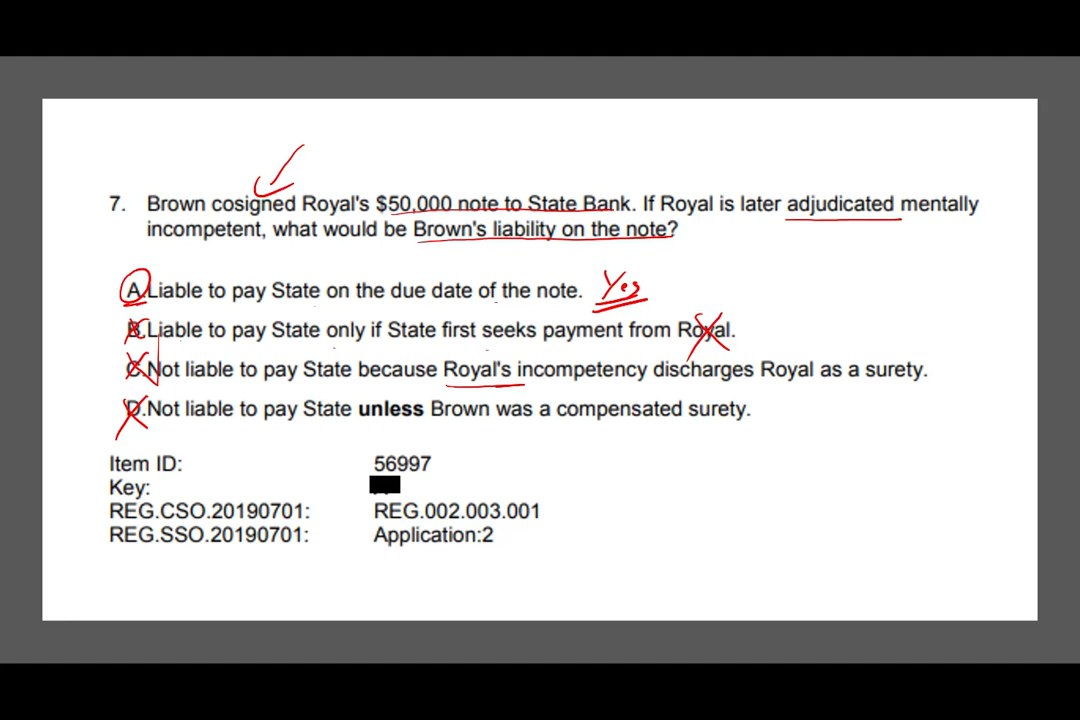 7. Brown cosigned Royal's $50,000 note to State Bank. If Royal is later adjudicated mentally
incompetent, what would be Brown's liability on the note?
A. Liable to pay State on the due date of the note. Yes
B. Liable to pay State only if State first seeks payment from Royal.
C. Not liable to pay State because Royal's incompetency discharges Royal as a surety.
D. Not liable to pay State unless Brown was a compensated surety.
Item ID: 56997
Key:
REG.CSO.20190701: REG.002.003.001
REG.SSO.20190701: Application:2